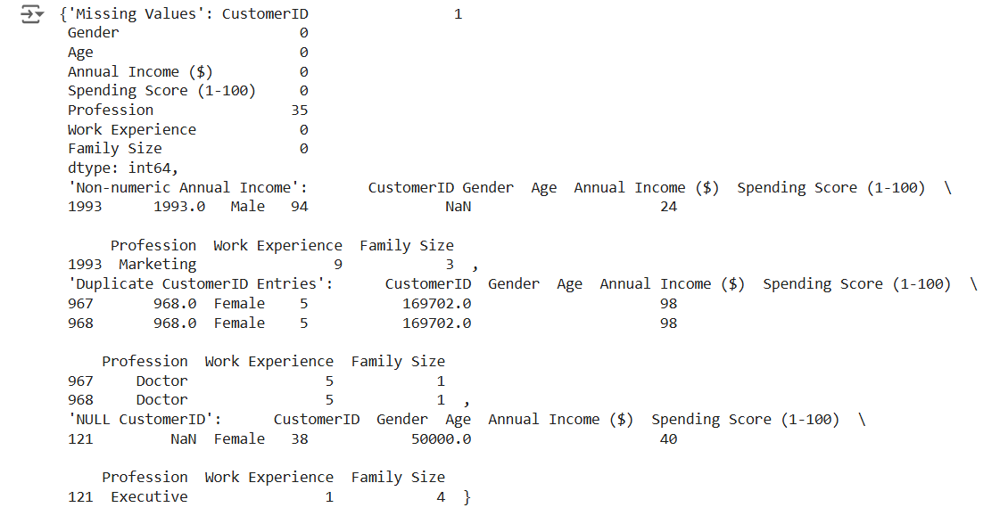 {'Missing Values': CustomerID                 1
 Gender                     0
 Age                        0
 Annual Income ($)          0
 Spending Score (1-100)     0
 Profession                35
 Work Experience            0
 Family Size                0
 dtype: int64,
 'Non-numeric Annual Income':       CustomerID Gender  Age  Annual Income ($)  Spending Score (1-100)  \
 1993      1993.0   Male   94                NaN                      24
      Profession  Work Experience  Family Size
 1993  Marketing                9            3  ,
 'Duplicate CustomerID Entries':      CustomerID  Gender  Age  Annual Income ($)  Spending Score (1-100)  \
 967       968.0  Female    5           169702.0                      98
 968       968.0  Female    5           169702.0                      98
     Profession  Work Experience  Family Size
 967     Doctor                5            1
 968     Doctor                5            1  ,
 'NULL CustomerID':      CustomerID  Gender  Age  Annual Income ($)  Spending Score (1-100)  \
 121         NaN  Female   38            50000.0                      40
     Profession  Work Experience  Family Size
 121  Executive                1            4  }